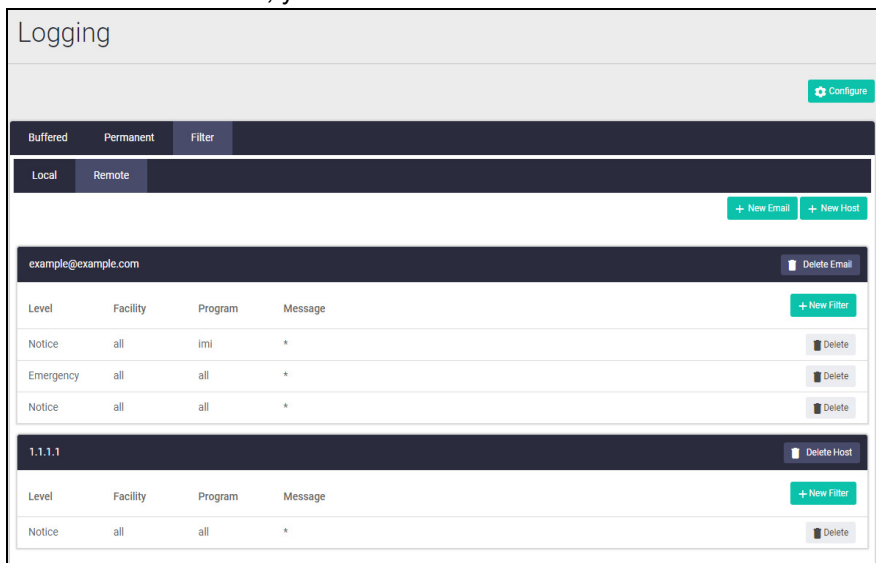 Logging
Configure
Buffered Permanent Filter
Local Remote
+ New Email + New Host
example@example.com Delete Email
Level Facility Program Message + New Filter
Notice all imi * Delete
Emergency all all * Delete
Notice all all * Delete
1.1.1.1 Delete Host
Level Facility Program Message + New Filter
Notice all all * Delete